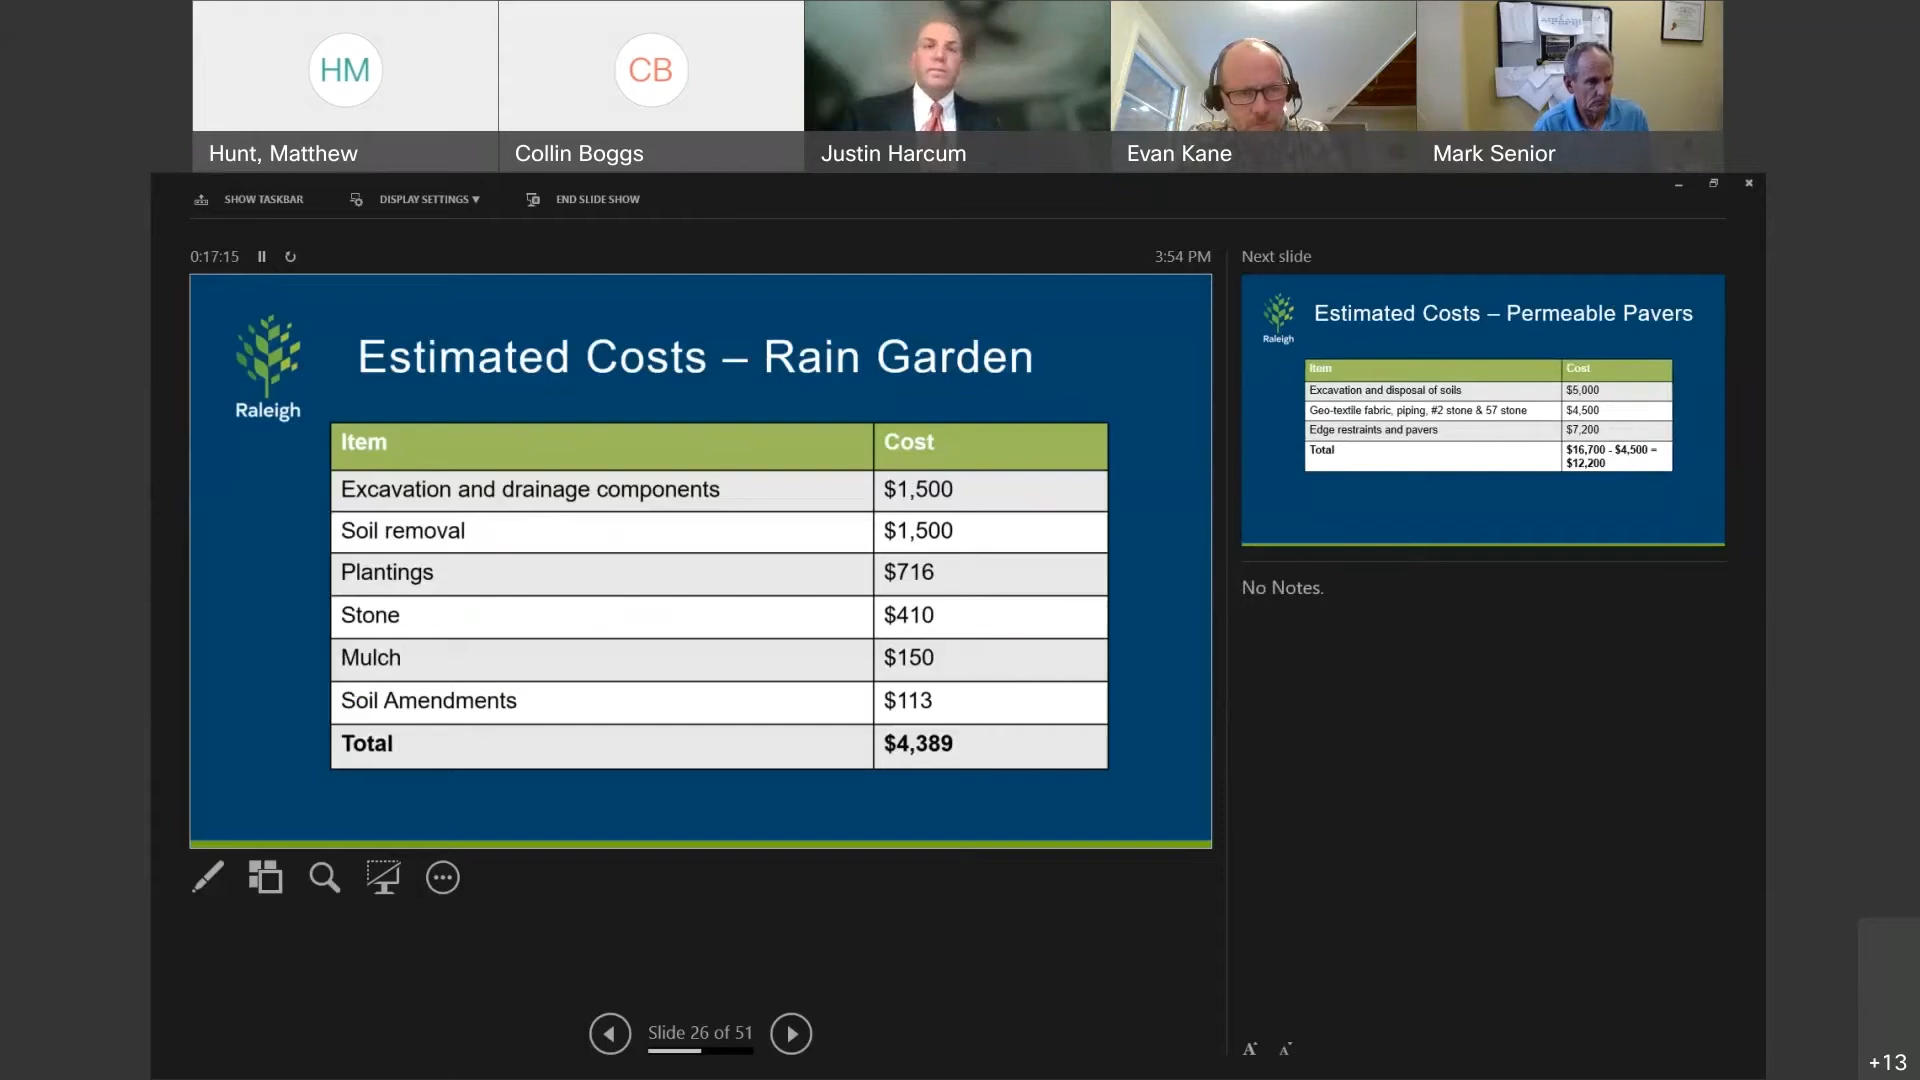 HM
CB
Hunt, Matthew
Collin Boggs
Justin Harcum
Evan Kane
Mark Senior
SHOW TASKBAR
DISPLAY SETTINGS ▼
END SLIDE SHOW
0:17:15
3:54 PM
Next slide
Raleigh
Estimated Costs – Rain Garden
Item Cost
Excavation and drainage components $1,500
Soil removal $1,500
Plantings $716
Stone $410
Mulch $150
Soil Amendments $113
Total $4,389
Raleigh
Estimated Costs – Permeable Pavers
Item Cost
Excavation and disposal of soils $5,000
Geo-textile fabric, piping, #2 stone & 57 stone $4,500
Edge restraints and pavers $7,200
Total $16,700 - $4,500 =
$12,200
No Notes.
Slide 26 of 51
A A
+13